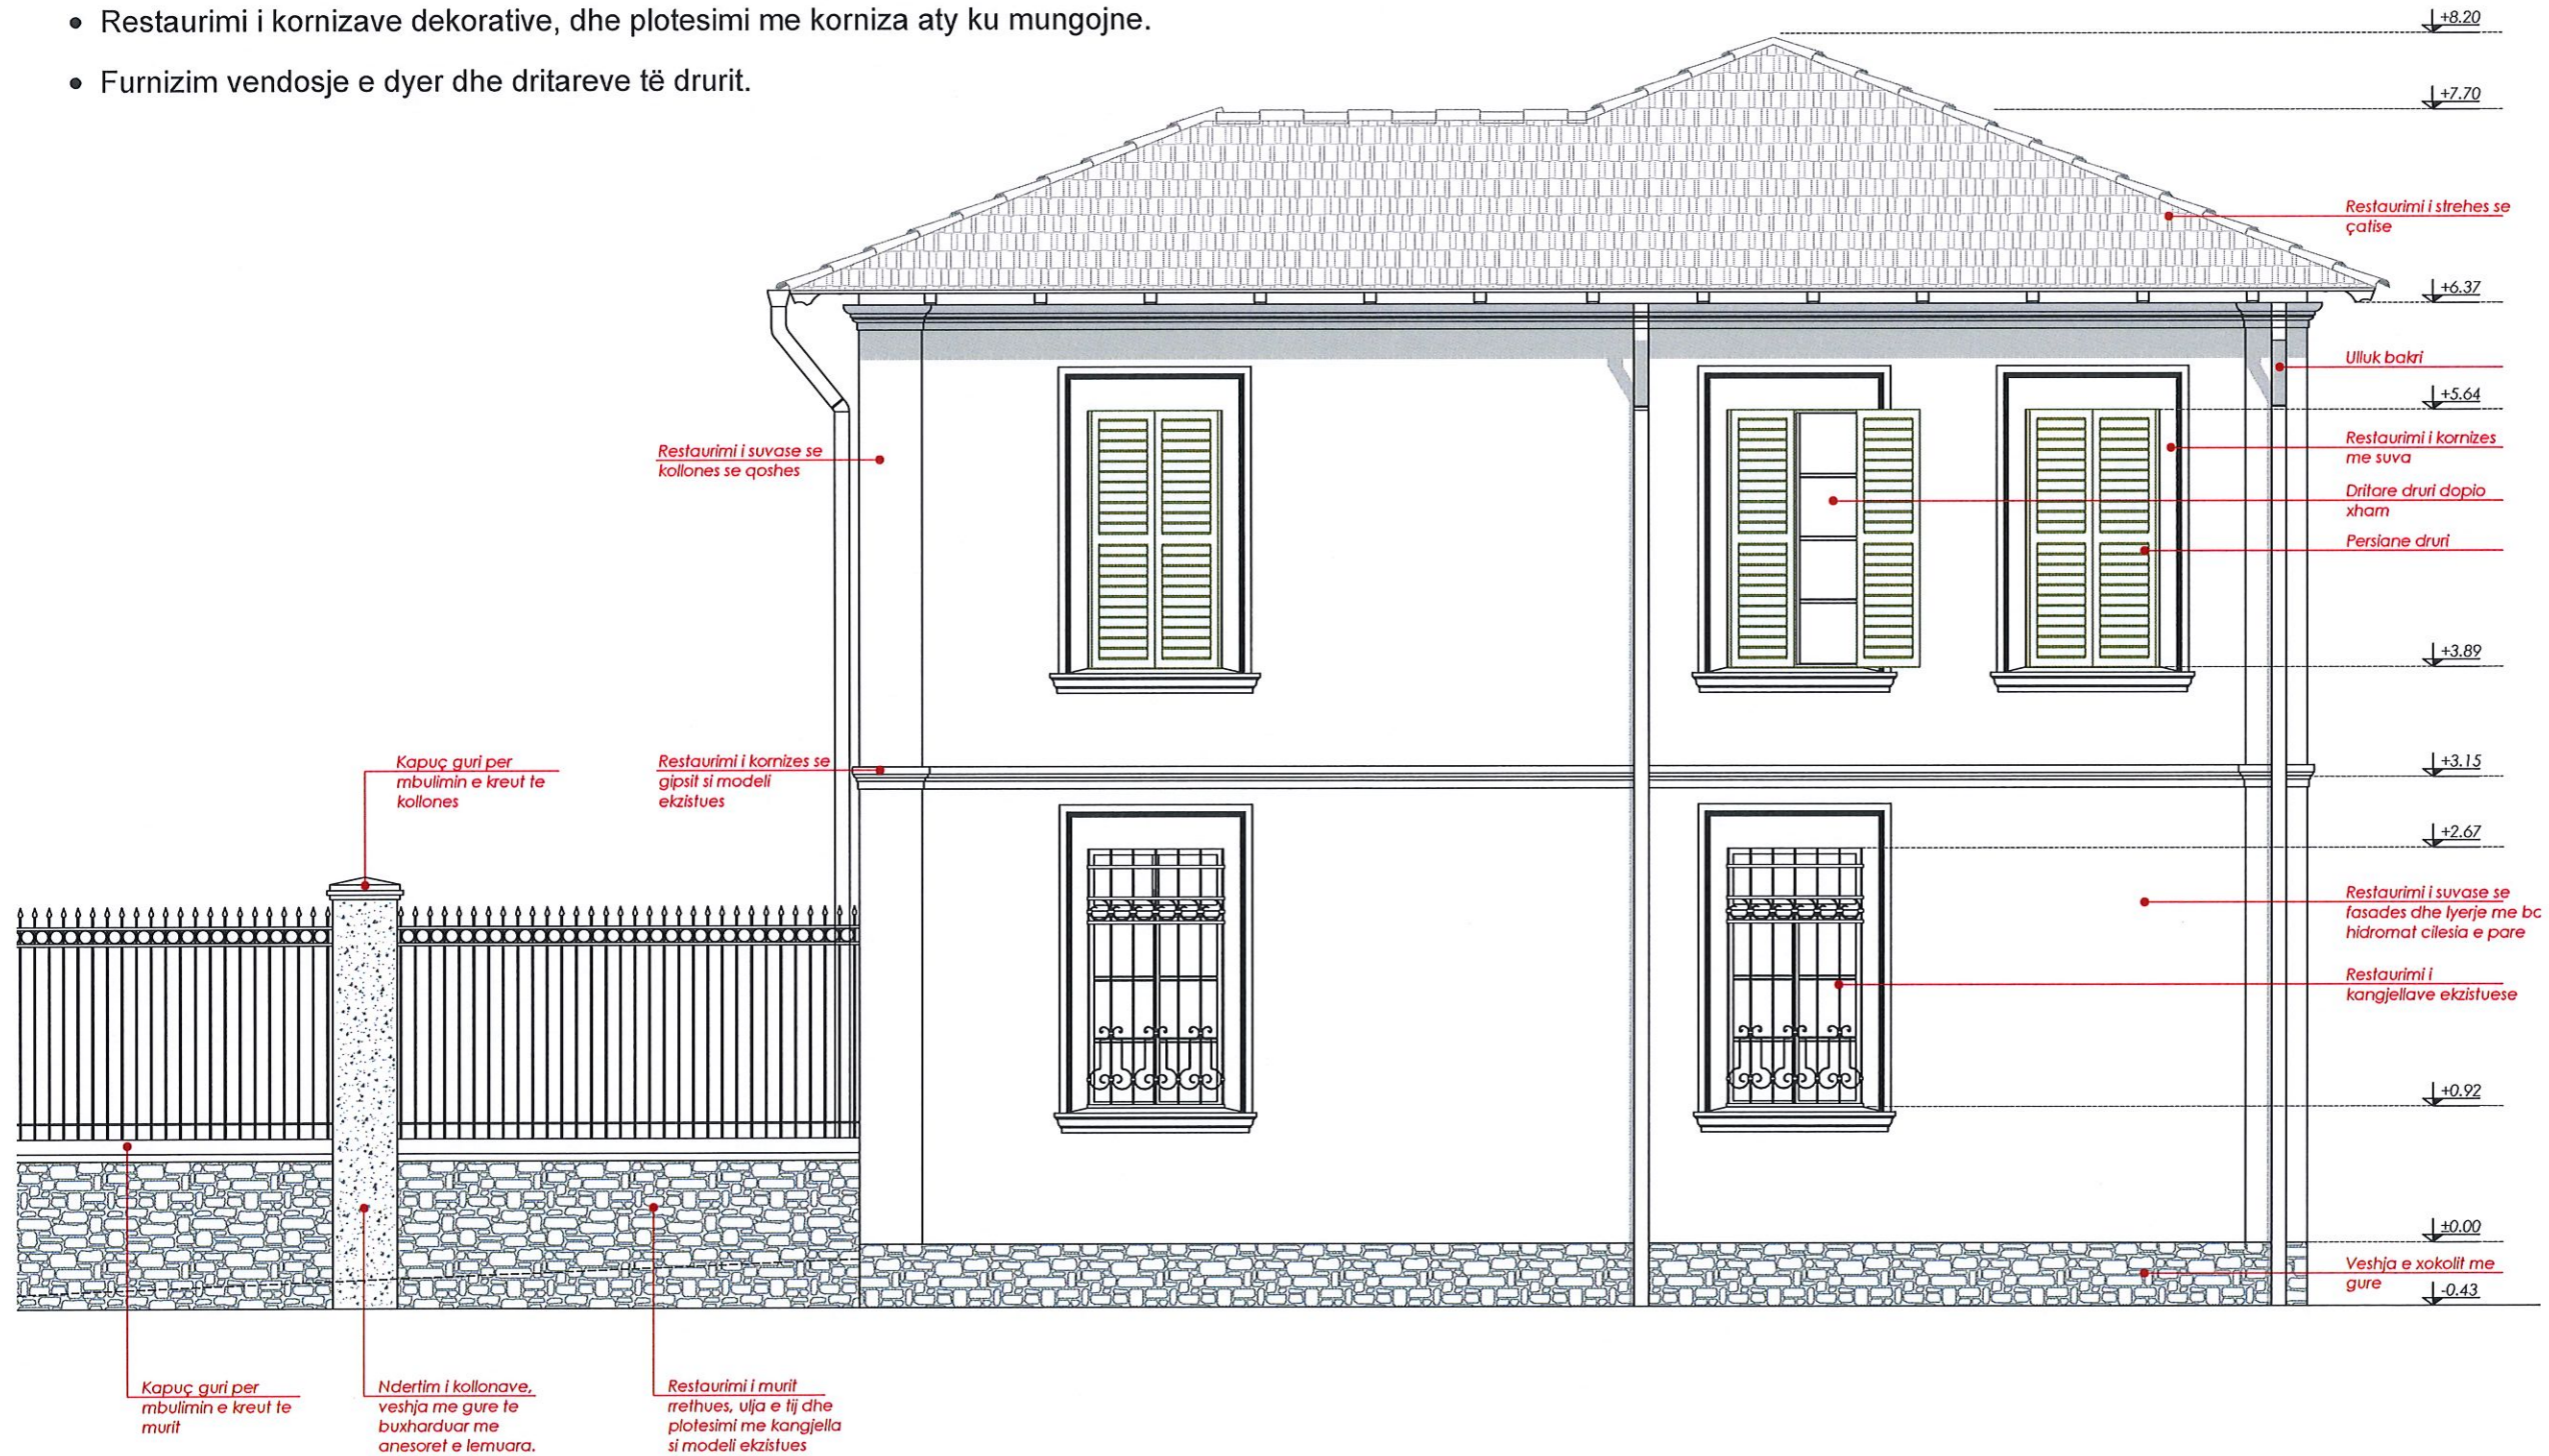 • Restaurimi i kornizave dekorative, dhe plotesimi me korniza aty ku mungojne.
• Furnizim vendosje e dyer dhe dritareve të drurit.
+8.20
+7.70
Restaurimi i strehes se
çatise
+6.37
Ulluk bakri
+5.64
Restaurimi i kornizes
me suva
Restaurimi i suvase se
kollones se qoshes
Dritare druri dopio
xham
Persiane druri
+3.89
Kapuç guri per
mbulimin e kreut te
kollones
Restaurimi i kornizes se
gipsit si modeli
ekzistues
+3.15
+2.67
Restaurimi i suvase se
fasades dhe lyerje me bc
hidromat cilesia e pare
Restaurimi i
kangjellave ekzistuese
+0.92
±0.00
Veshja e xokolit me
gure
-0.43
Kapuç guri per
mbulimin e kreut te
murit
Ndertim i kollonave,
veshja me gure te
buxharduar me
anesoret e lemuara.
Restaurimi i murit
rrethues, ulja e tij dhe
plotesimi me kangjella
si modeli ekzistues